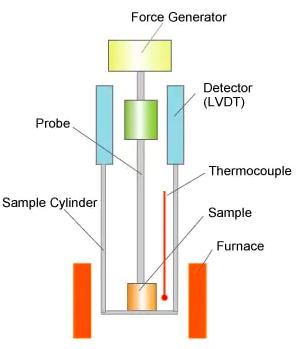 Force Generator
Detector
(LVDT)
Probe
Thermocouple
Sample Cylinder
Sample
Furnace